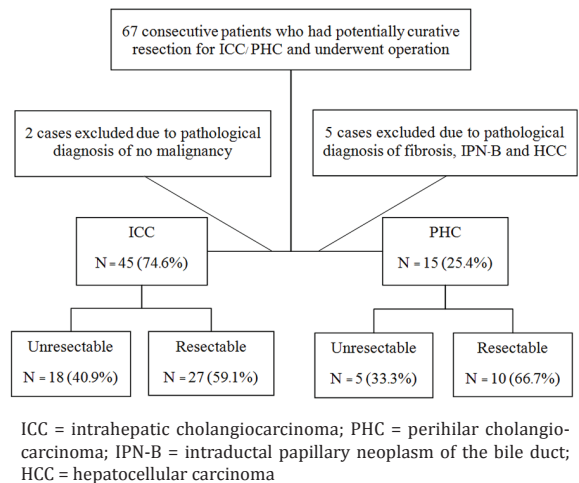 67 consecutive patients who had potentially curative
resection for ICC/PHC and underwent operation
2 cases excluded due to pathological
diagnosis of no malignancy
5 cases excluded due to pathological
diagnosis of fibrosis, IPN-B and HCC
ICC
N = 45 (74.6%)
PHC
N = 15 (25.4%)
Unresectable
N = 18 (40.9%)
Resectable
N = 27 (59.1%)
Unresectable
N = 5 (33.3%)
Resectable
N = 10 (66.7%)
ICC = intrahepatic cholangiocarcinoma; PHC = perihilar cholangio-
carcinoma; IPN-B = intraductal papillary neoplasm of the bile duct;
HCC = hepatocellular carcinoma